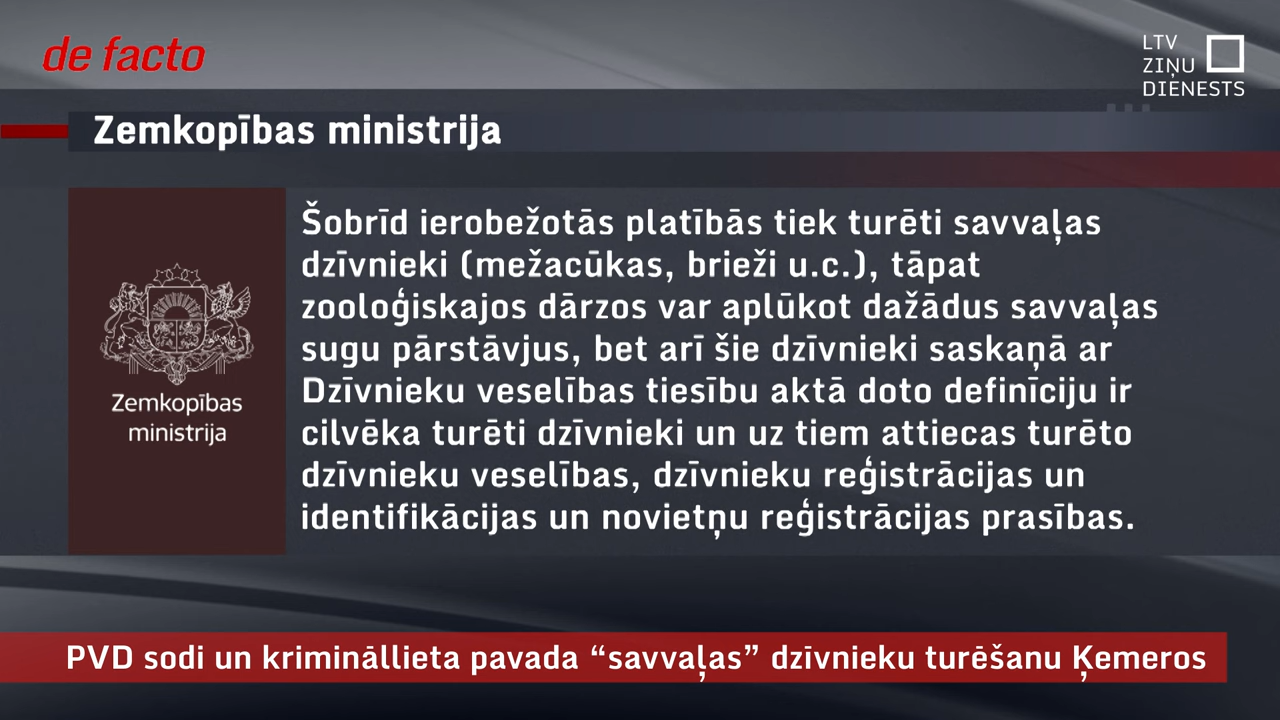 de facto
LTV
ZIŅU
DIENESTS
Zemkopības ministrija
Zemkopības
ministrija
Šobrīd ierobežotās platībās tiek turēti savvaļas
dzīvnieki (mežacūkas, brieži u.c.), tāpat
zooloģiskajos dārzos var aplūkot dažādus savvaļas
sugu pārstāvjus, bet arī šie dzīvnieki saskaņā ar
Dzīvnieku veselības tiesību aktā doto definīciju ir
cilvēka turēti dzīvnieki un uz tiem attiecas turēto
dzīvnieku veselības, dzīvnieku reģistrācijas un
identifikācijas un novietņu reģistrācijas prasības.
PVD sodi un krimināllieta pavada “savvaļas” dzīvnieku turēšanu Ķemeros